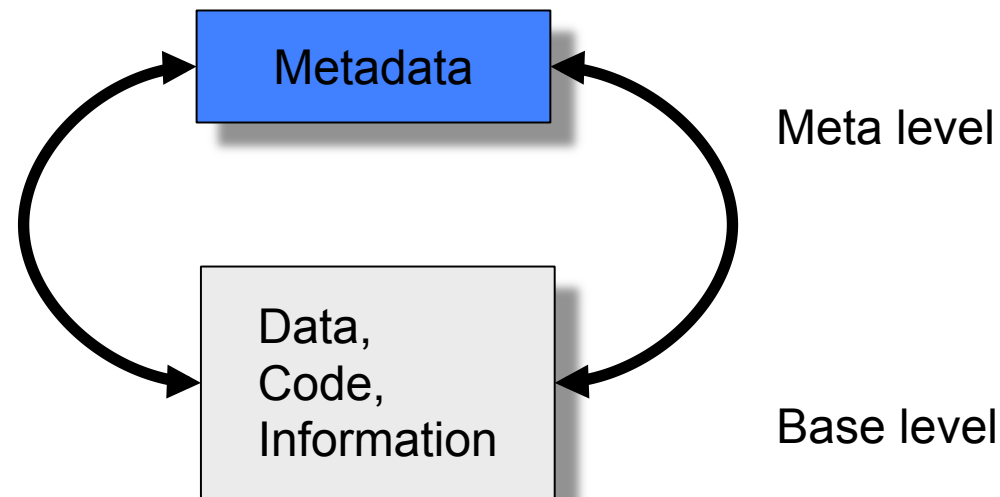 Metadata
Meta level
Data,
Code,
Information
Base level